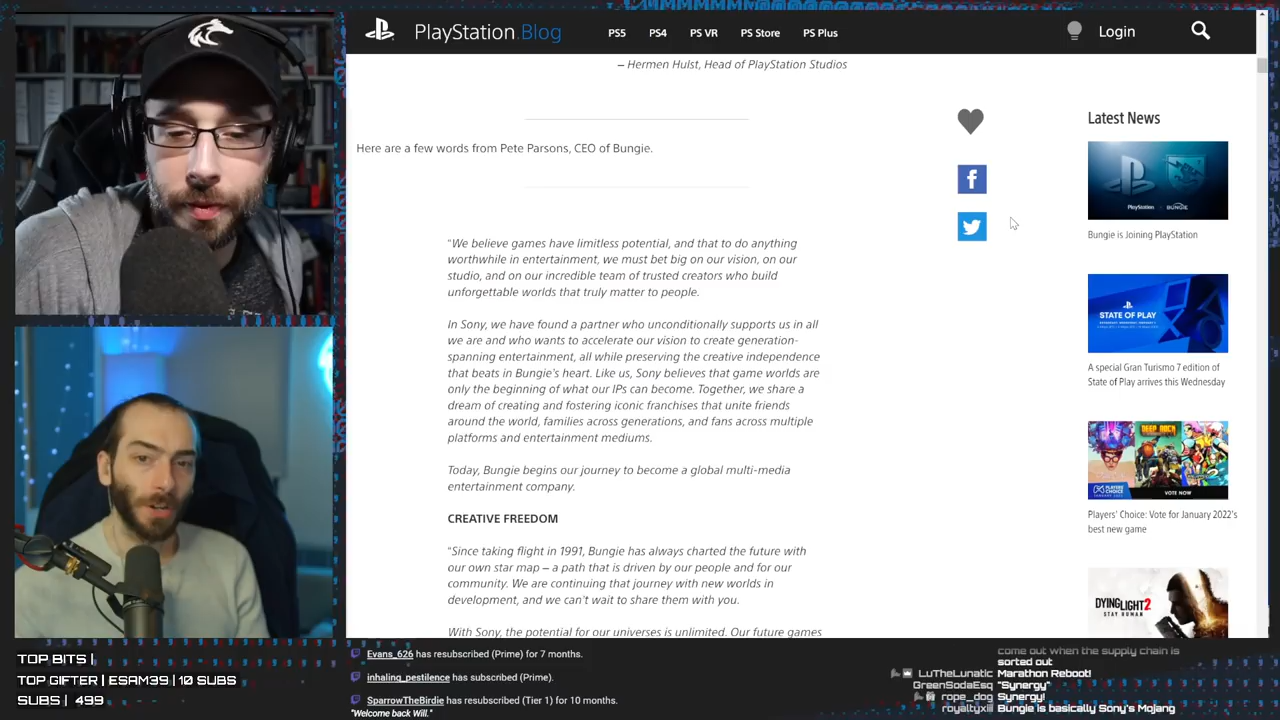 PlayStation.Blog
PS5
PS4
PS VR
PS Store
PS Plus
Login
– Hermen Hulst, Head of PlayStation Studios
Here are a few words from Pete Parsons, CEO of Bungie.
“We believe games have limitless potential, and that to do anything
worthwhile in entertainment, we must bet big on our vision, on our
studio, and on our incredible team of trusted creators who build
unforgettable worlds that truly matter to people.
In Sony, we have found a partner who unconditionally supports us in all
we are and who wants to accelerate our vision to create generation-
spanning entertainment, all while preserving the creative independence
that beats in Bungie’s heart. Like us, Sony believes that game worlds are
only the beginning of what our IPs can become. Together, we share a
dream of creating and fostering iconic franchises that unite friends
around the world, families across generations, and fans across multiple
platforms and entertainment mediums.
Today, Bungie begins our journey to become a global multi-media
entertainment company.
CREATIVE FREEDOM
“Since taking flight in 1991, Bungie has always charted the future with
our own star map – a path that is driven by our people and for our
community. We are continuing that journey with new worlds in
development, and we can’t wait to share them with you.
With Sony, the potential for our universes is unlimited. Our future games
Latest News
PlayStation
BUNGIE
Bungie is Joining PlayStation
STATE OF PLAY
A special Gran Turismo 7 edition of
State of Play arrives this Wednesday
DEEP ROCK
PLAYERS' CHOICE
VOTE NOW
Players’ Choice: Vote for January 2022’s
best new game
DYING LIGHT 2
STAY HUMAN
TOP BITS |
TOP GIFTER | ESAM39 | 10 SUBS
SUBS | 499
Evans_626 has resubscribed (Prime) for 7 months.
inhaling_pestilence has subscribed (Prime).
SparrowTheBirdie has resubscribed (Tier 1) for 10 months.
"Welcome back Will."
come out when the supply chain is
sorted out
LuTheLunatic Marathon Reboot!
GreenSodaEsq "Synergy"
rope_dog Synergy!
royaltyxii Bungie is basically Sony's Mojang